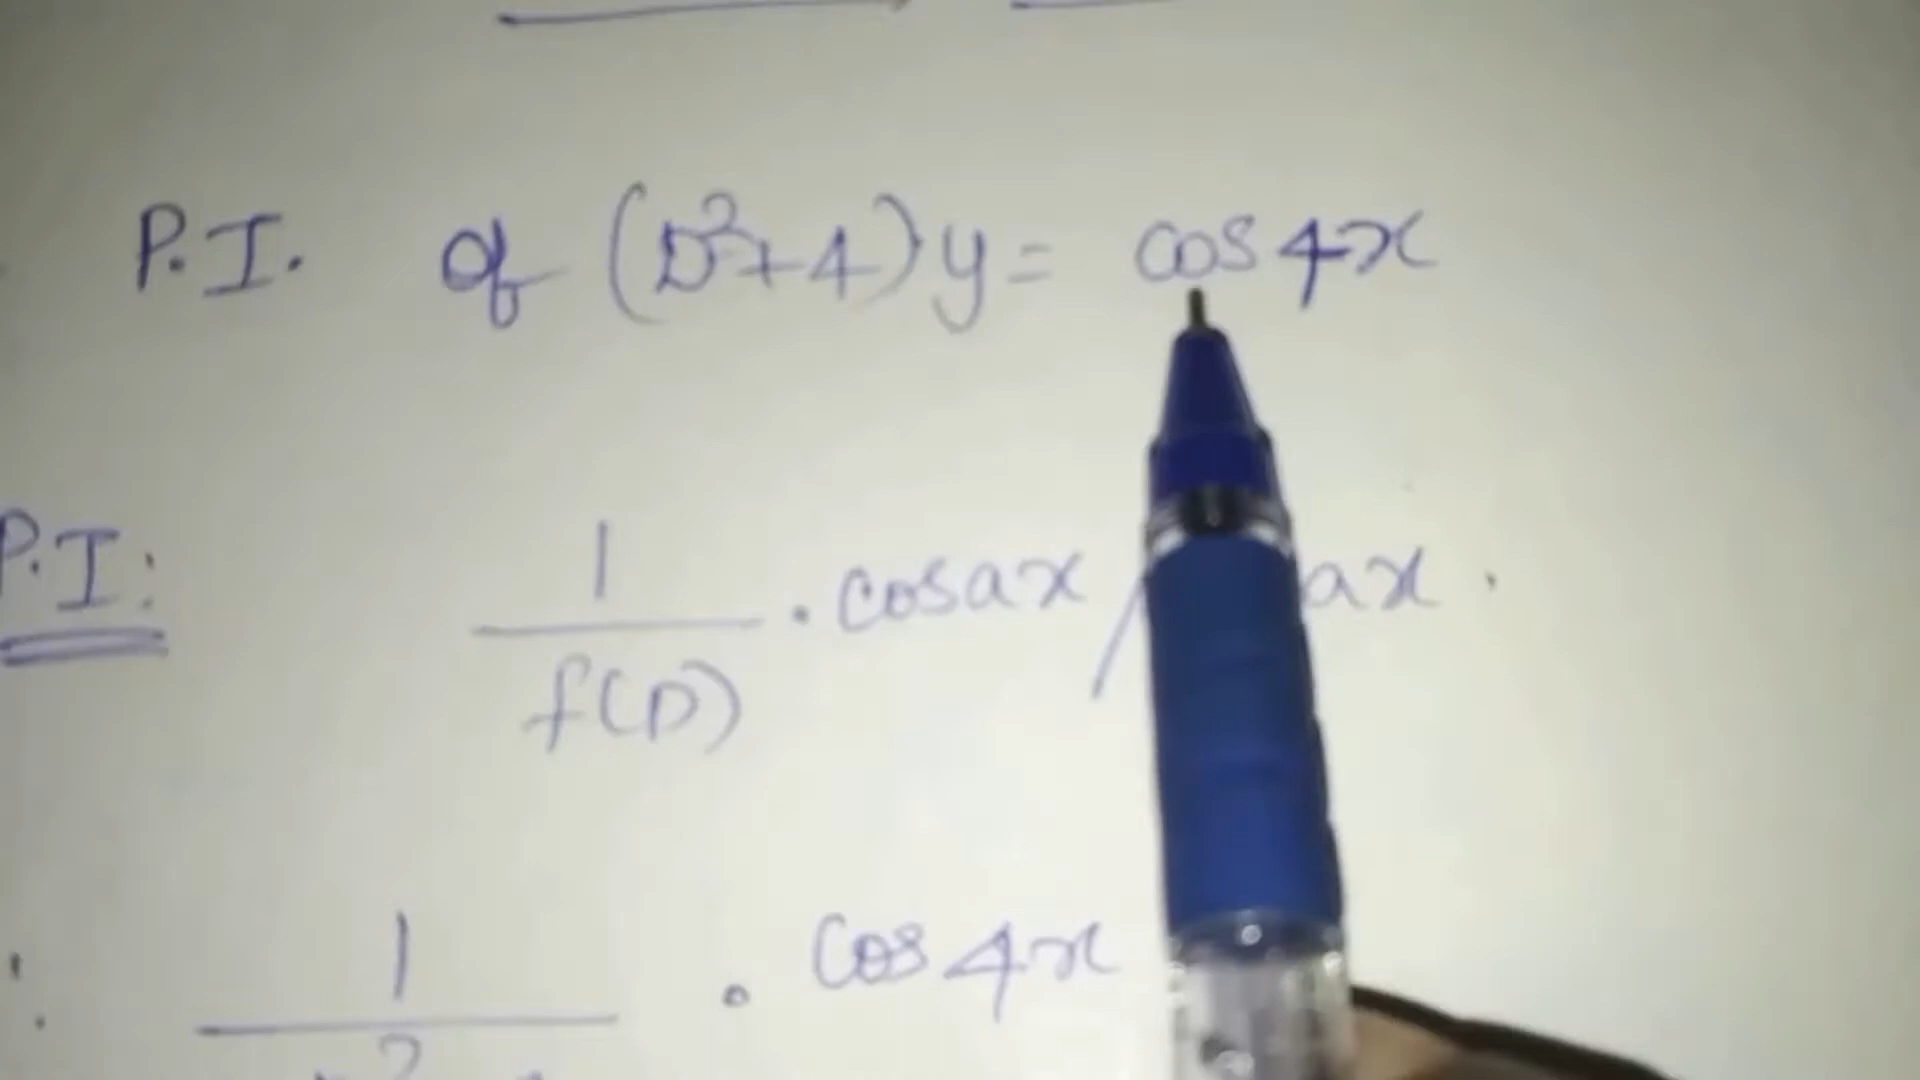 P.I. of (D²+4)y = cos 4x
P.I: 1/f(D) . cos ax / ax .
: 1/ . cos 4x